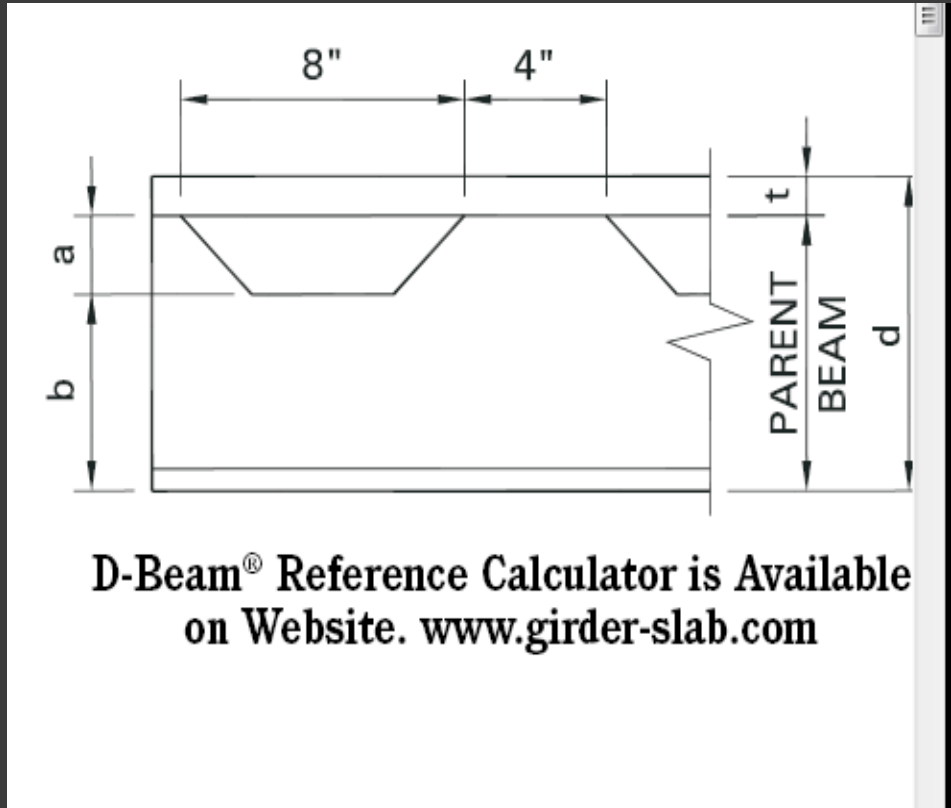 8"
4"
t
a
PARENT
BEAM
d
b
D-Beam® Reference Calculator is Available
on Website. www.girder-slab.com